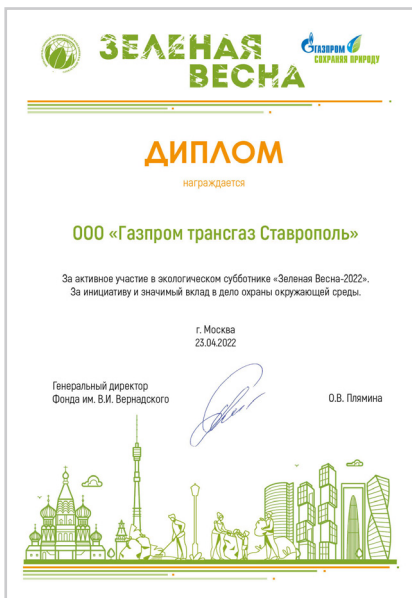 ЗЕЛЕНАЯ
ВЕСНА
ГАЗПРОМ
СОХРАНЯЯ ПРИРОДУ
ДИПЛОМ
награждается
ООО «Газпром трансгаз Ставрополь»
За активное участие в экологическом субботнике «Зеленая Весна-2022».
За инициативу и значимый вклад в дело охраны окружающей среды.
г. Москва
23.04.2022
Генеральный директор
Фонда им. В.И. Вернадского
О.В. Плямина